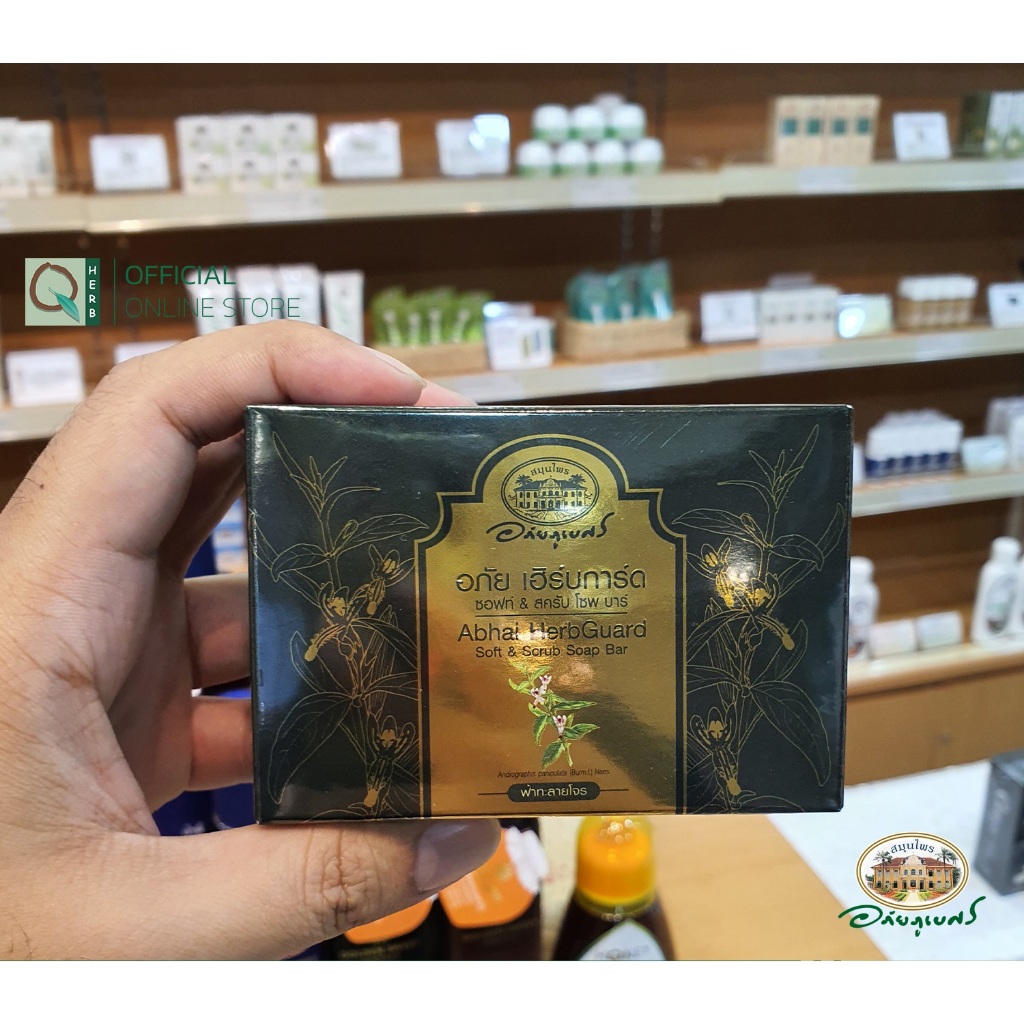 Q
HERB
OFFICIAL
ONLINE STORE
สมุนไพร
อภัยภูเบศร
อภัย เฮิร์บการ์ด
ซอฟท์ & สครับ โซพ บาร์
Abhai HerbGuard
Soft & Scrub Soap Bar
Andrographis paniculata (Burm.f.) Nees
ฟ้าทะลายโจร
สมุนไพร
อภัยภูเบศร